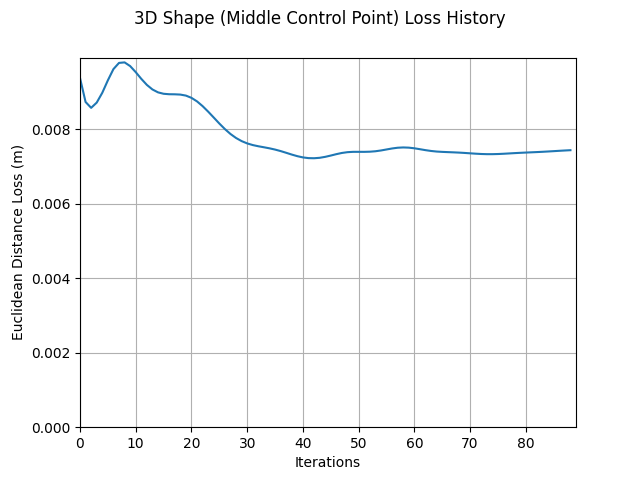 3D Shape (Middle Control Point) Loss History
0.008
0.006
0.004
0.002
0.000
Euclidean Distance Loss (m)
0 10 20 30 40 50 60 70 80
Iterations